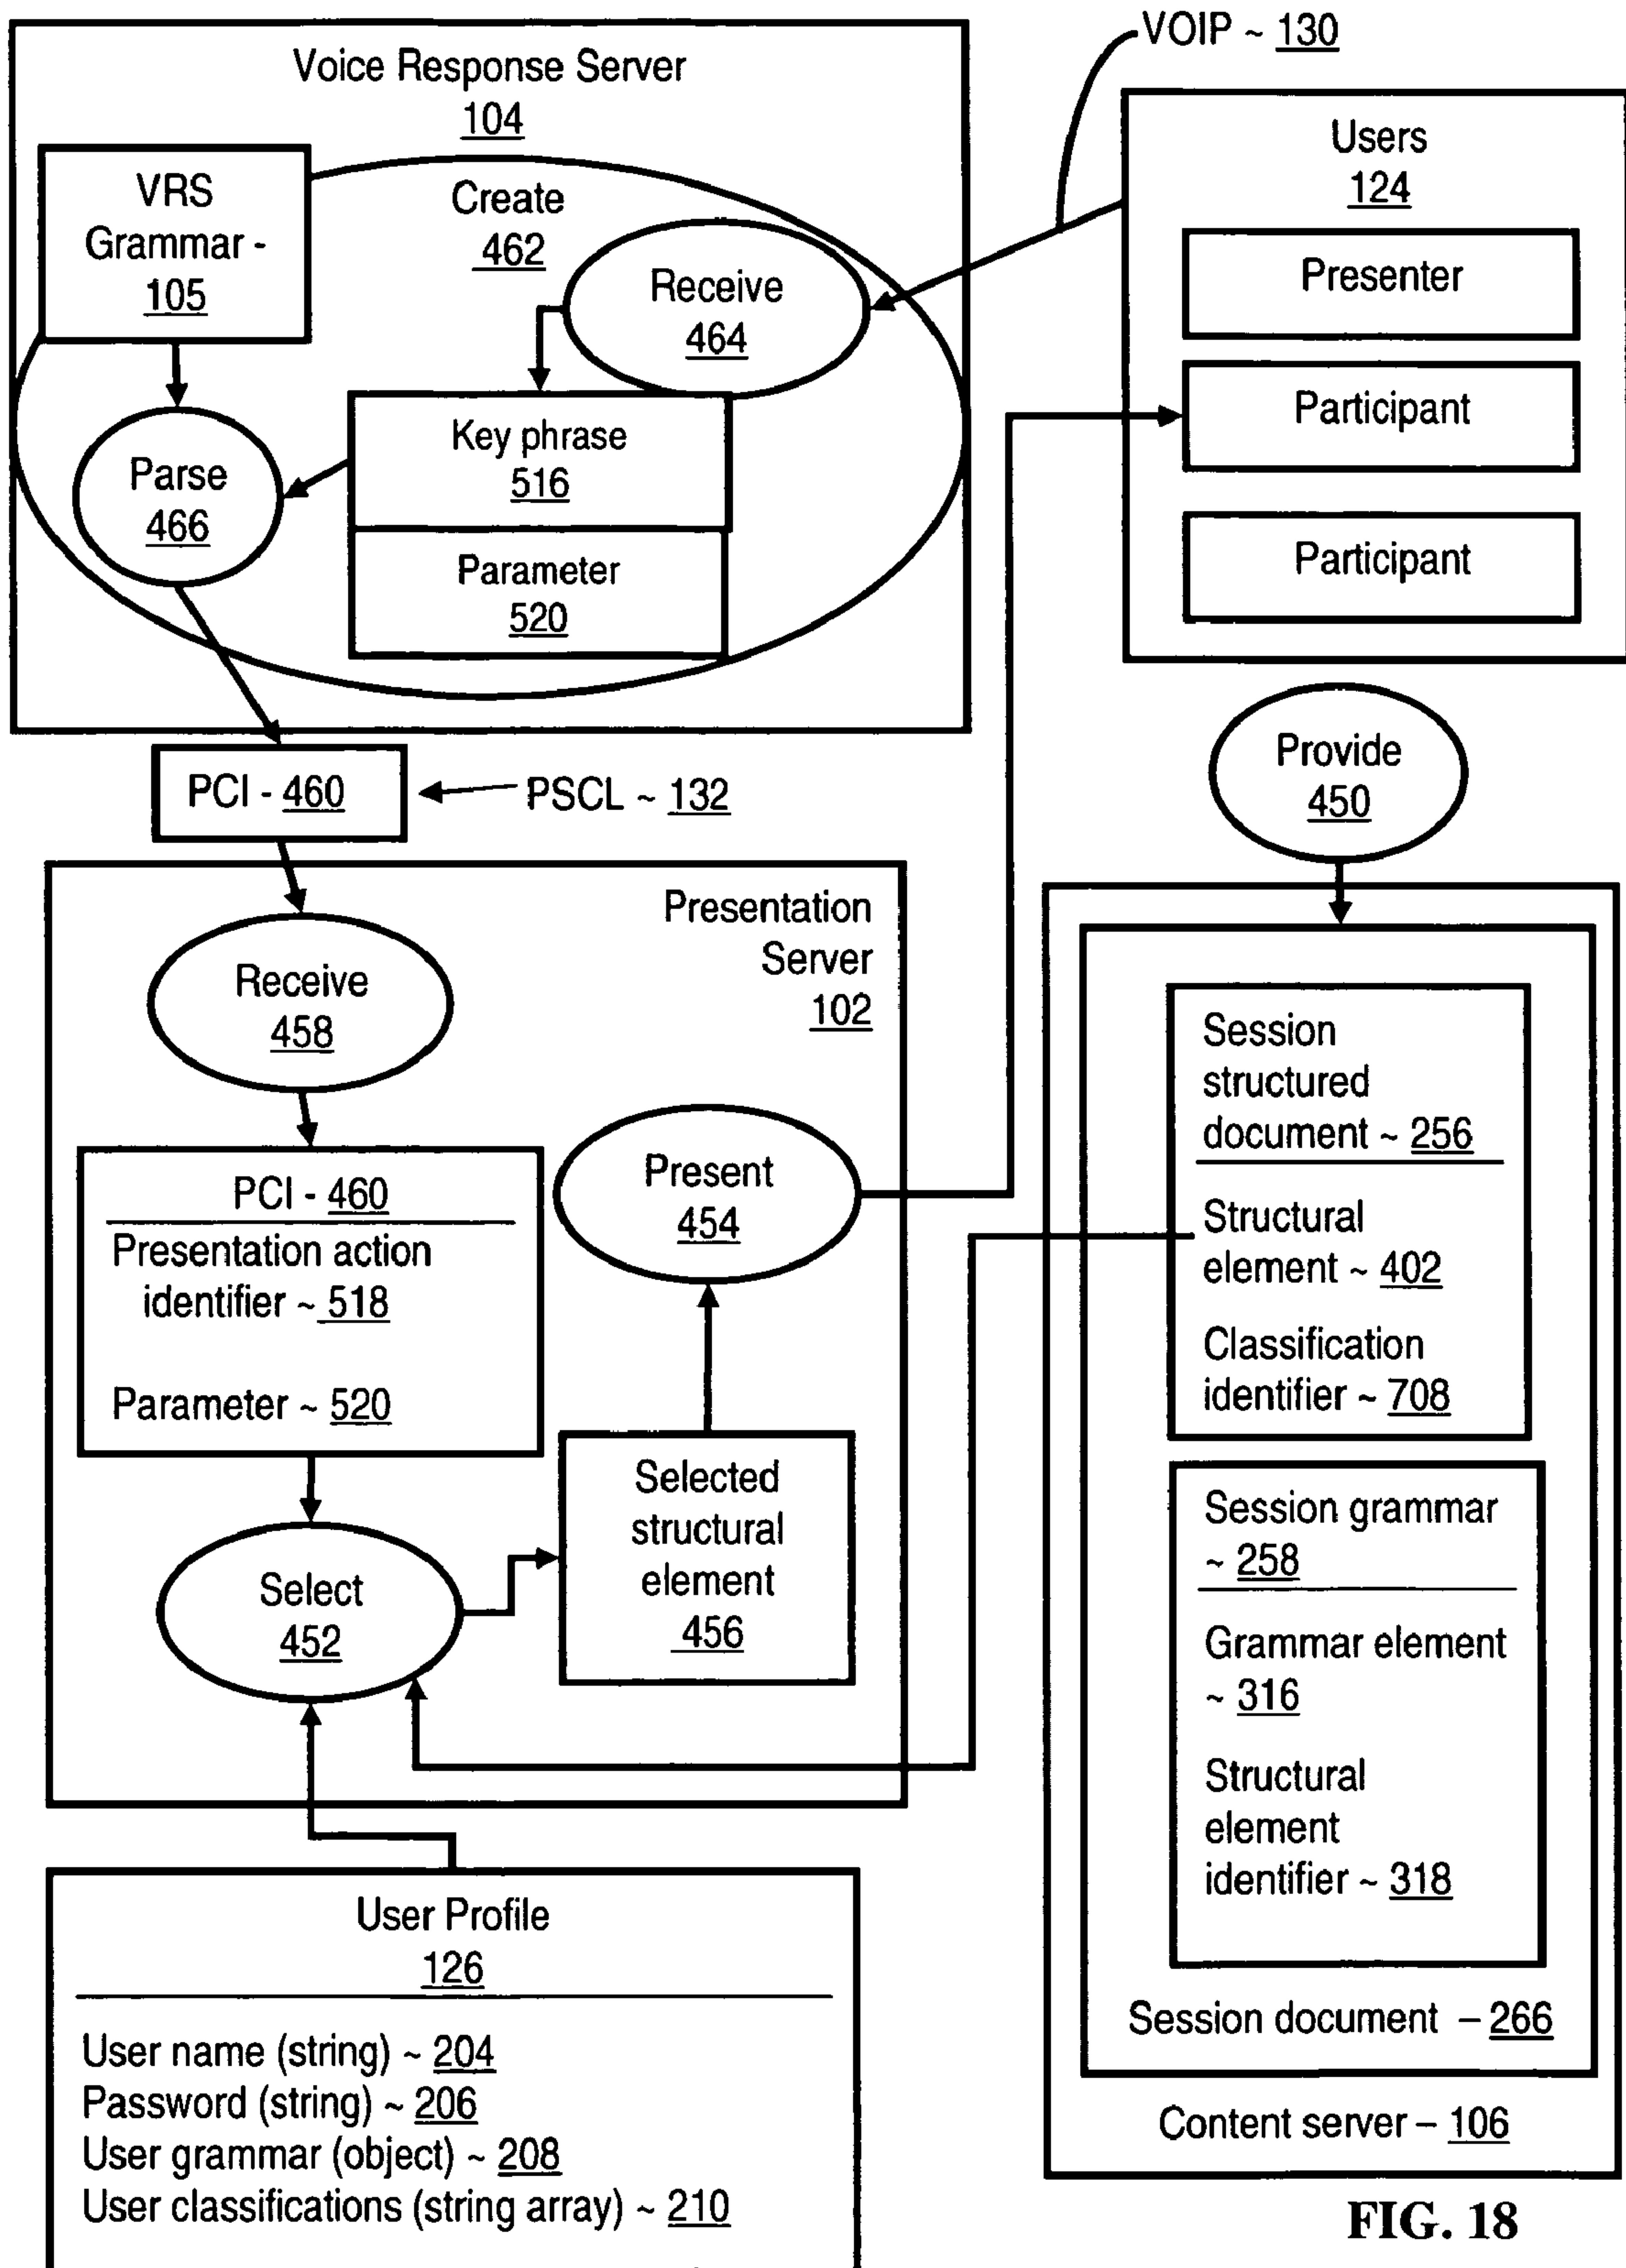 VOIP ~ 130
Voice Response Server
104
VRS
Grammar -
105
Create
462
Receive
464
Key phrase
516
Parameter
520
Parse
466
Users
124
Presenter
Participant
Participant
PCI - 460
PSCL ~ 132
Provide
450
Presentation
Server
102
Receive
458
PCI - 460
Presentation action
identifier ~ 518
Parameter ~ 520
Present
454
Select
452
Selected
structural
element
456
Session
structured
document ~ 256
Structural
element ~ 402
Classification
identifier ~ 708
Session grammar
~ 258
Grammar element
~ 316
Structural
element
identifier ~ 318
Session document – 266
Content server – 106
User Profile
126
User name (string) ~ 204
Password (string) ~ 206
User grammar (object) ~ 208
User classifications (string array) ~ 210
FIG. 18